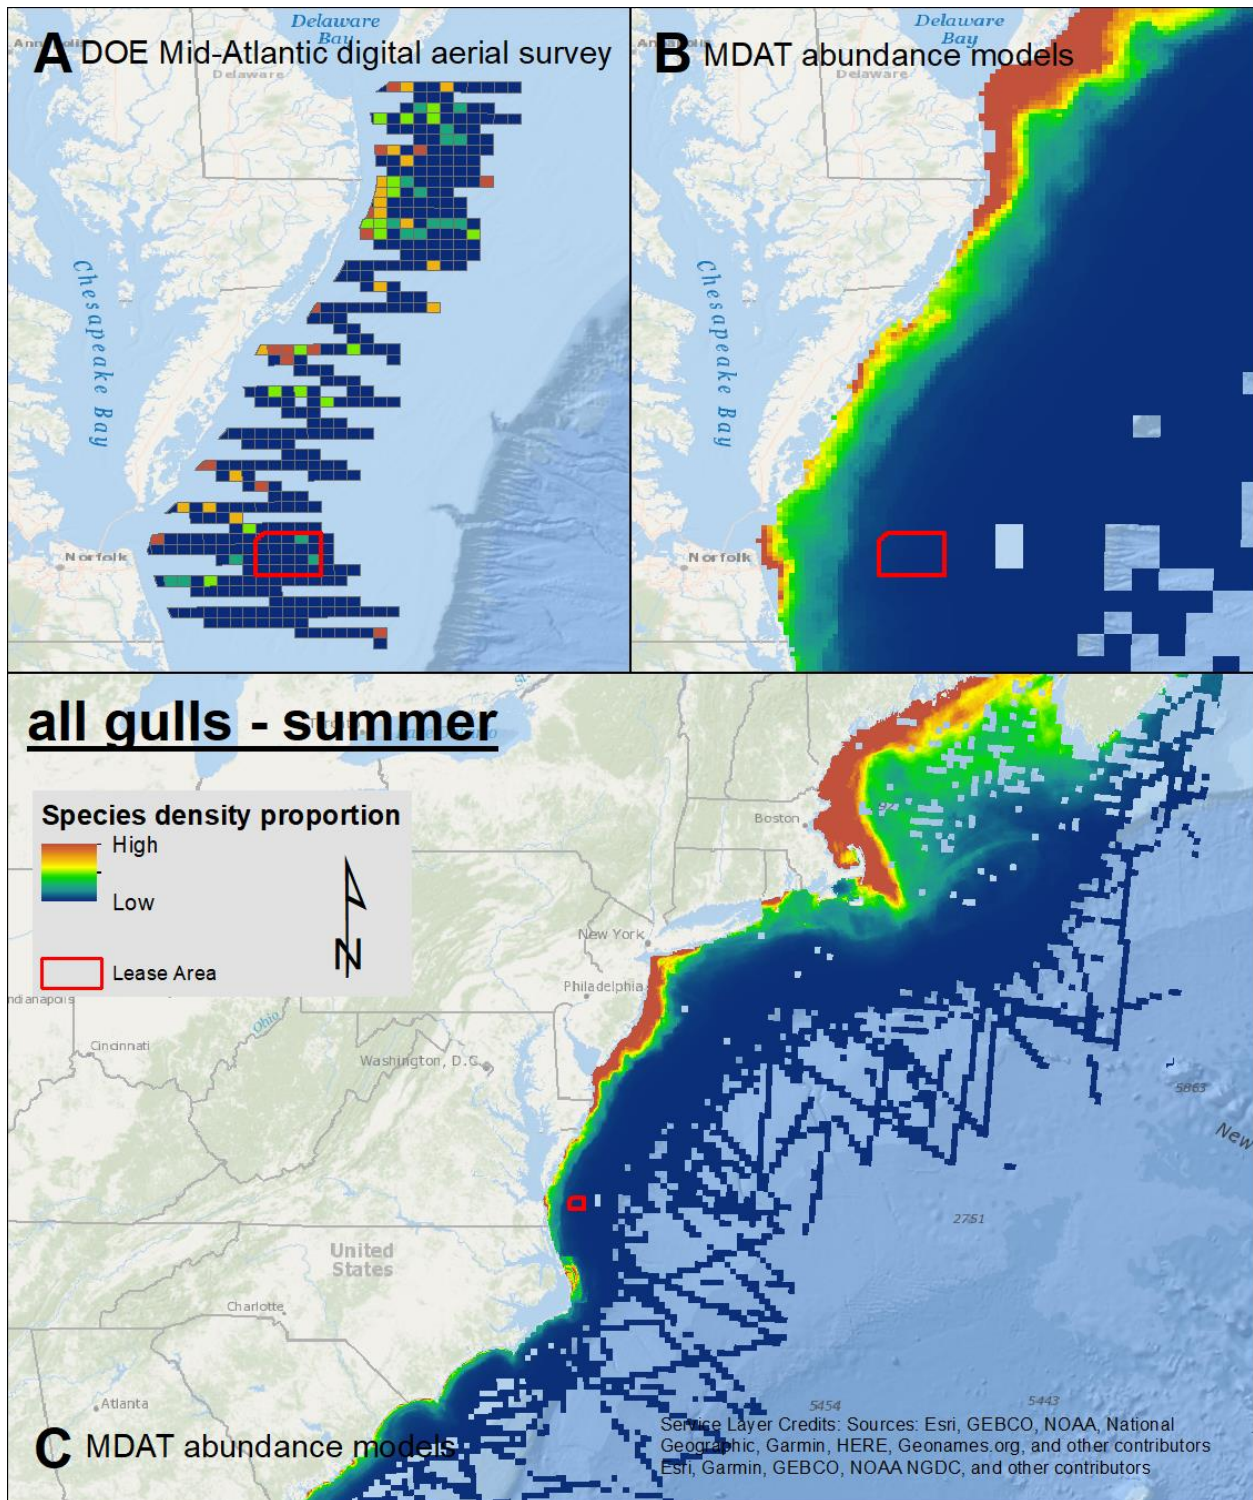 Delaware
Bay
A DOE Mid-Atlantic digital aerial survey
Delaware
Chesapeake Bay
Norfolk
Delaware
Bay
B MDAT abundance models
Delaware
Chesapeake Bay
Norfolk
all gulls - summer
Species density proportion
High
Low
N
Lease Area
Boston
New York
Philadelphia
ndianapolis
Ohio
Cincinnati
Washington, D.C.
5863
New
2751
United
States
Charlotte
Atlanta
5454
5443
C MDAT abundance models
Service Layer Credits: Sources: Esri, GEBCO, NOAA, National
Geographic, Garmin, HERE, Geonames.org, and other contributors
Esri, Garmin, GEBCO, NOAA NGDC, and other contributors